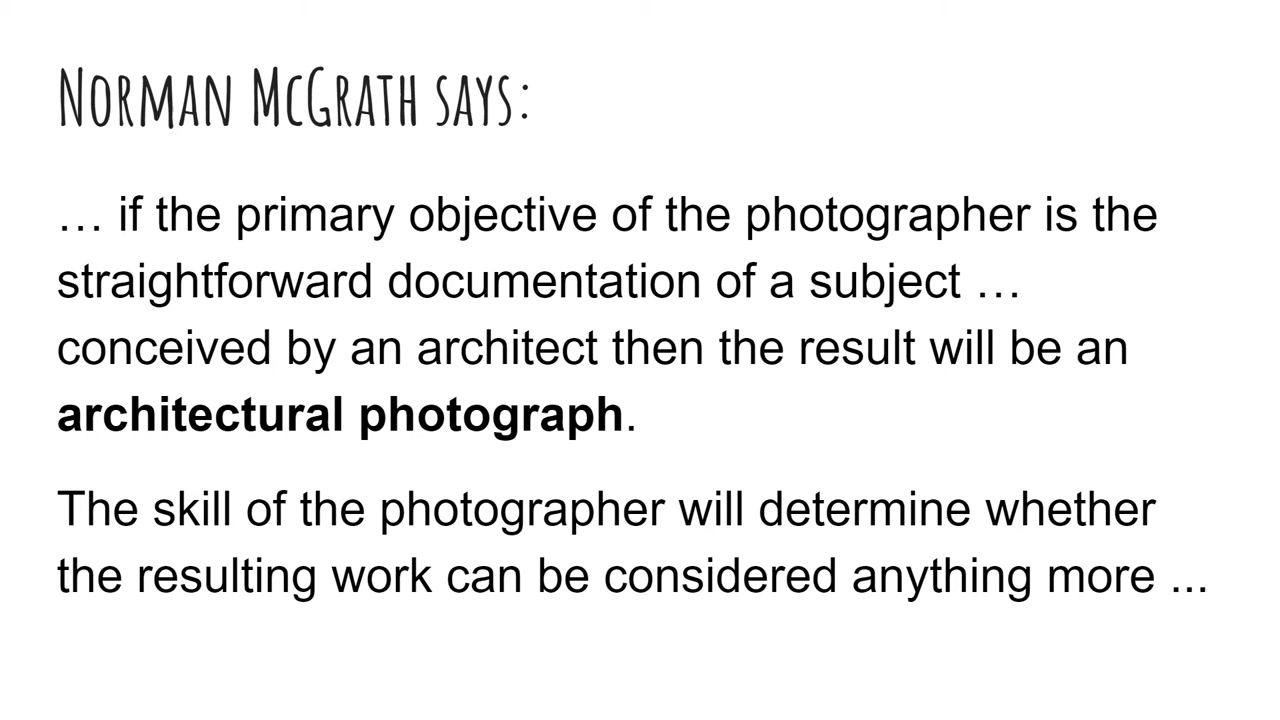 Norman McGrath says:
… if the primary objective of the photographer is the
straightforward documentation of a subject …
conceived by an architect then the result will be an
architectural photograph.
The skill of the photographer will determine whether
the resulting work can be considered anything more ...